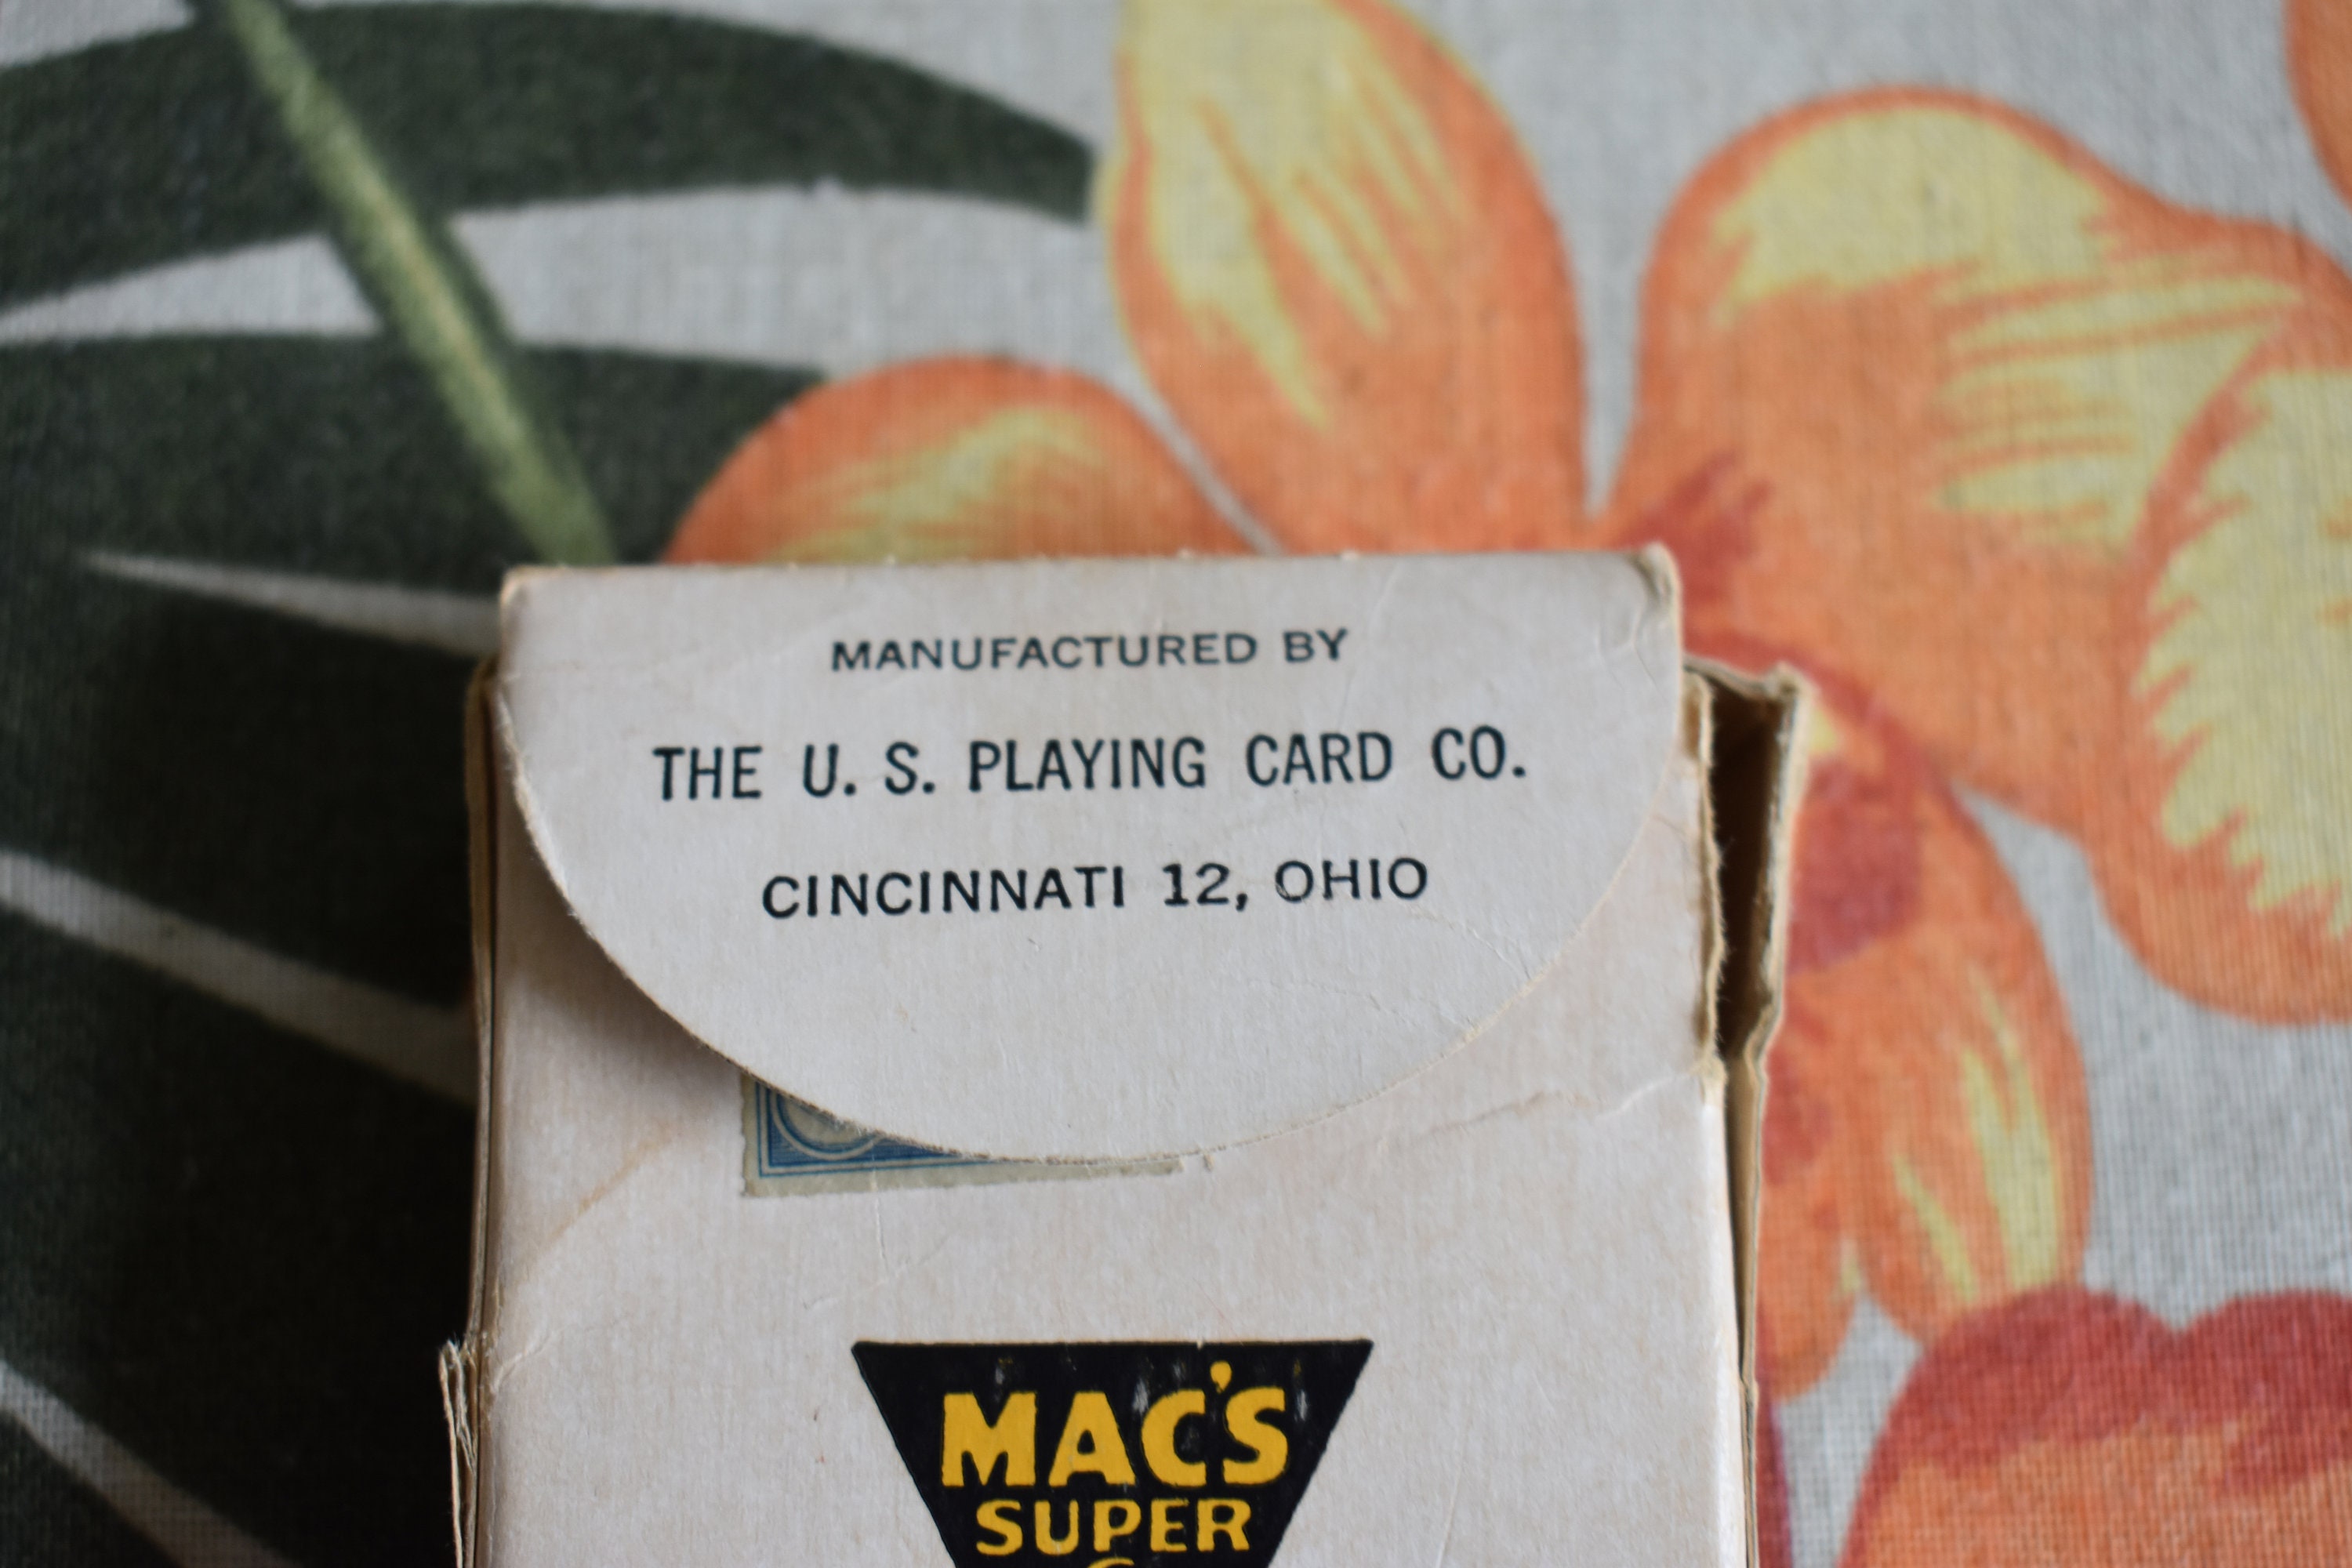 MANUFACTURED BY
THE U. S. PLAYING CARD CO.
CINCINNATI 12, OHIO
MAC'S
SUPER